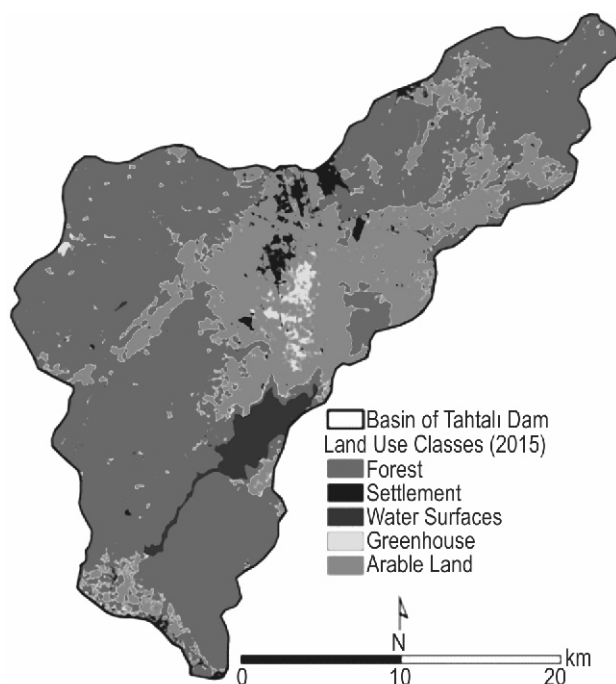 Basin of Tahtalı Dam
Land Use Classes (2015)
Forest
Settlement
Water Surfaces
Greenhouse
Arable Land
N
km
0 10 20